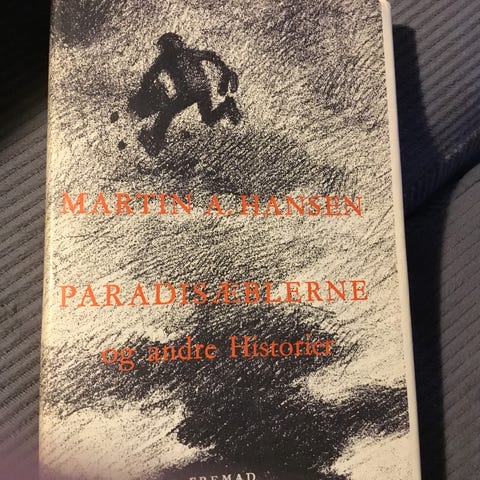 MARTIN A. HANSEN
PARADISÆBLERNE
og andre Historier
FREMAD